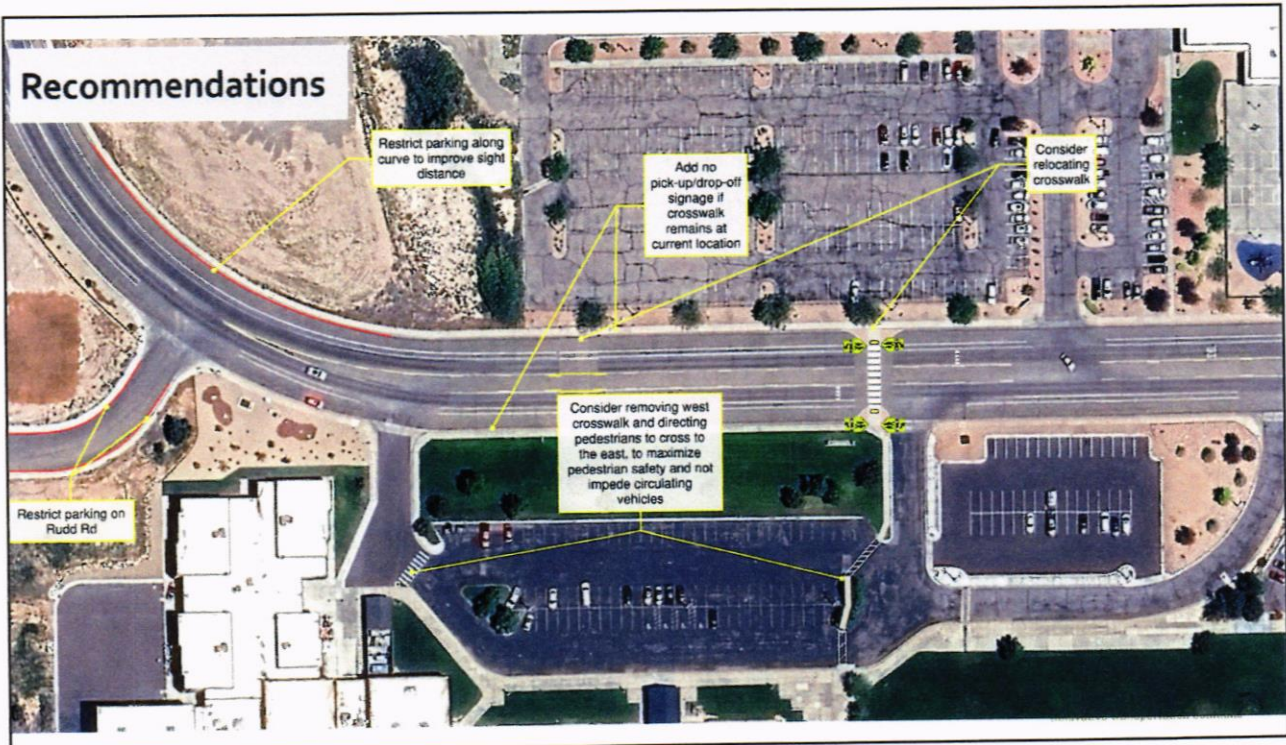 Recommendations
Restrict parking along
curve to improve sight
distance
Add no
pick-up/drop-off
signage if
crosswalk
remains at
current location
Consider
relocating
crosswalk
Consider removing west
crosswalk and directing
pedestrians to cross to
the east, to maximize
pedestrian safety and not
impede circulating
vehicles
Restrict parking on
Rudd Rd